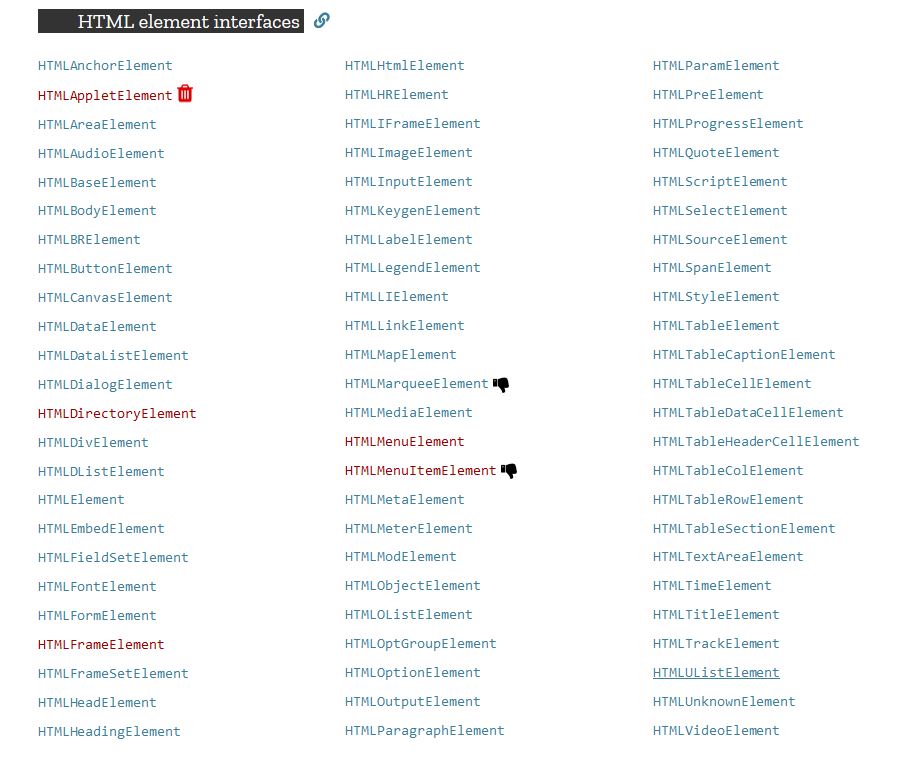 HTML element interfaces
HTMLAnchorElement
HTMLAppletElement
HTMLAreaElement
HTMLAudioElement
HTMLBaseElement
HTMLBodyElement
HTMLBRElement
HTMLButtonElement
HTMLCanvasElement
HTMLDataElement
HTMLDataListElement
HTMLDialogElement
HTMLDirectoryElement
HTMLDivElement
HTMLDListElement
HTMLElement
HTMLEmbedElement
HTMLFieldSetElement
HTMLFontElement
HTMLFormElement
HTMLFrameElement
HTMLFrameSetElement
HTMLHeadElement
HTMLHeadingElement
HTMLHtmlElement
HTMLHRElement
HTMLIFrameElement
HTMLImageElement
HTMLInputElement
HTMLKeygenElement
HTMLLabelElement
HTMLLegendElement
HTMLLIElement
HTMLLinkElement
HTMLMapElement
HTMLMarqueeElement
HTMLMediaElement
HTMLMenuElement
HTMLMenuItemElement
HTMLMetaElement
HTMLMeterElement
HTMLModElement
HTMLObjectElement
HTMLOListElement
HTMLOptGroupElement
HTMLOptionElement
HTMLOutputElement
HTMLParagraphElement
HTMLParamElement
HTMLPreElement
HTMLProgressElement
HTMLQuoteElement
HTMLScriptElement
HTMLSelectElement
HTMLSourceElement
HTMLSpanElement
HTMLStyleElement
HTMLTableElement
HTMLTableCaptionElement
HTMLTableCellElement
HTMLTableDataCellElement
HTMLTableHeaderCellElement
HTMLTableColElement
HTMLTableRowElement
HTMLTableSectionElement
HTMLTextAreaElement
HTMLTimeElement
HTMLTitleElement
HTMLTrackElement
HTMLUListElement
HTMLUnknownElement
HTMLVideoElement